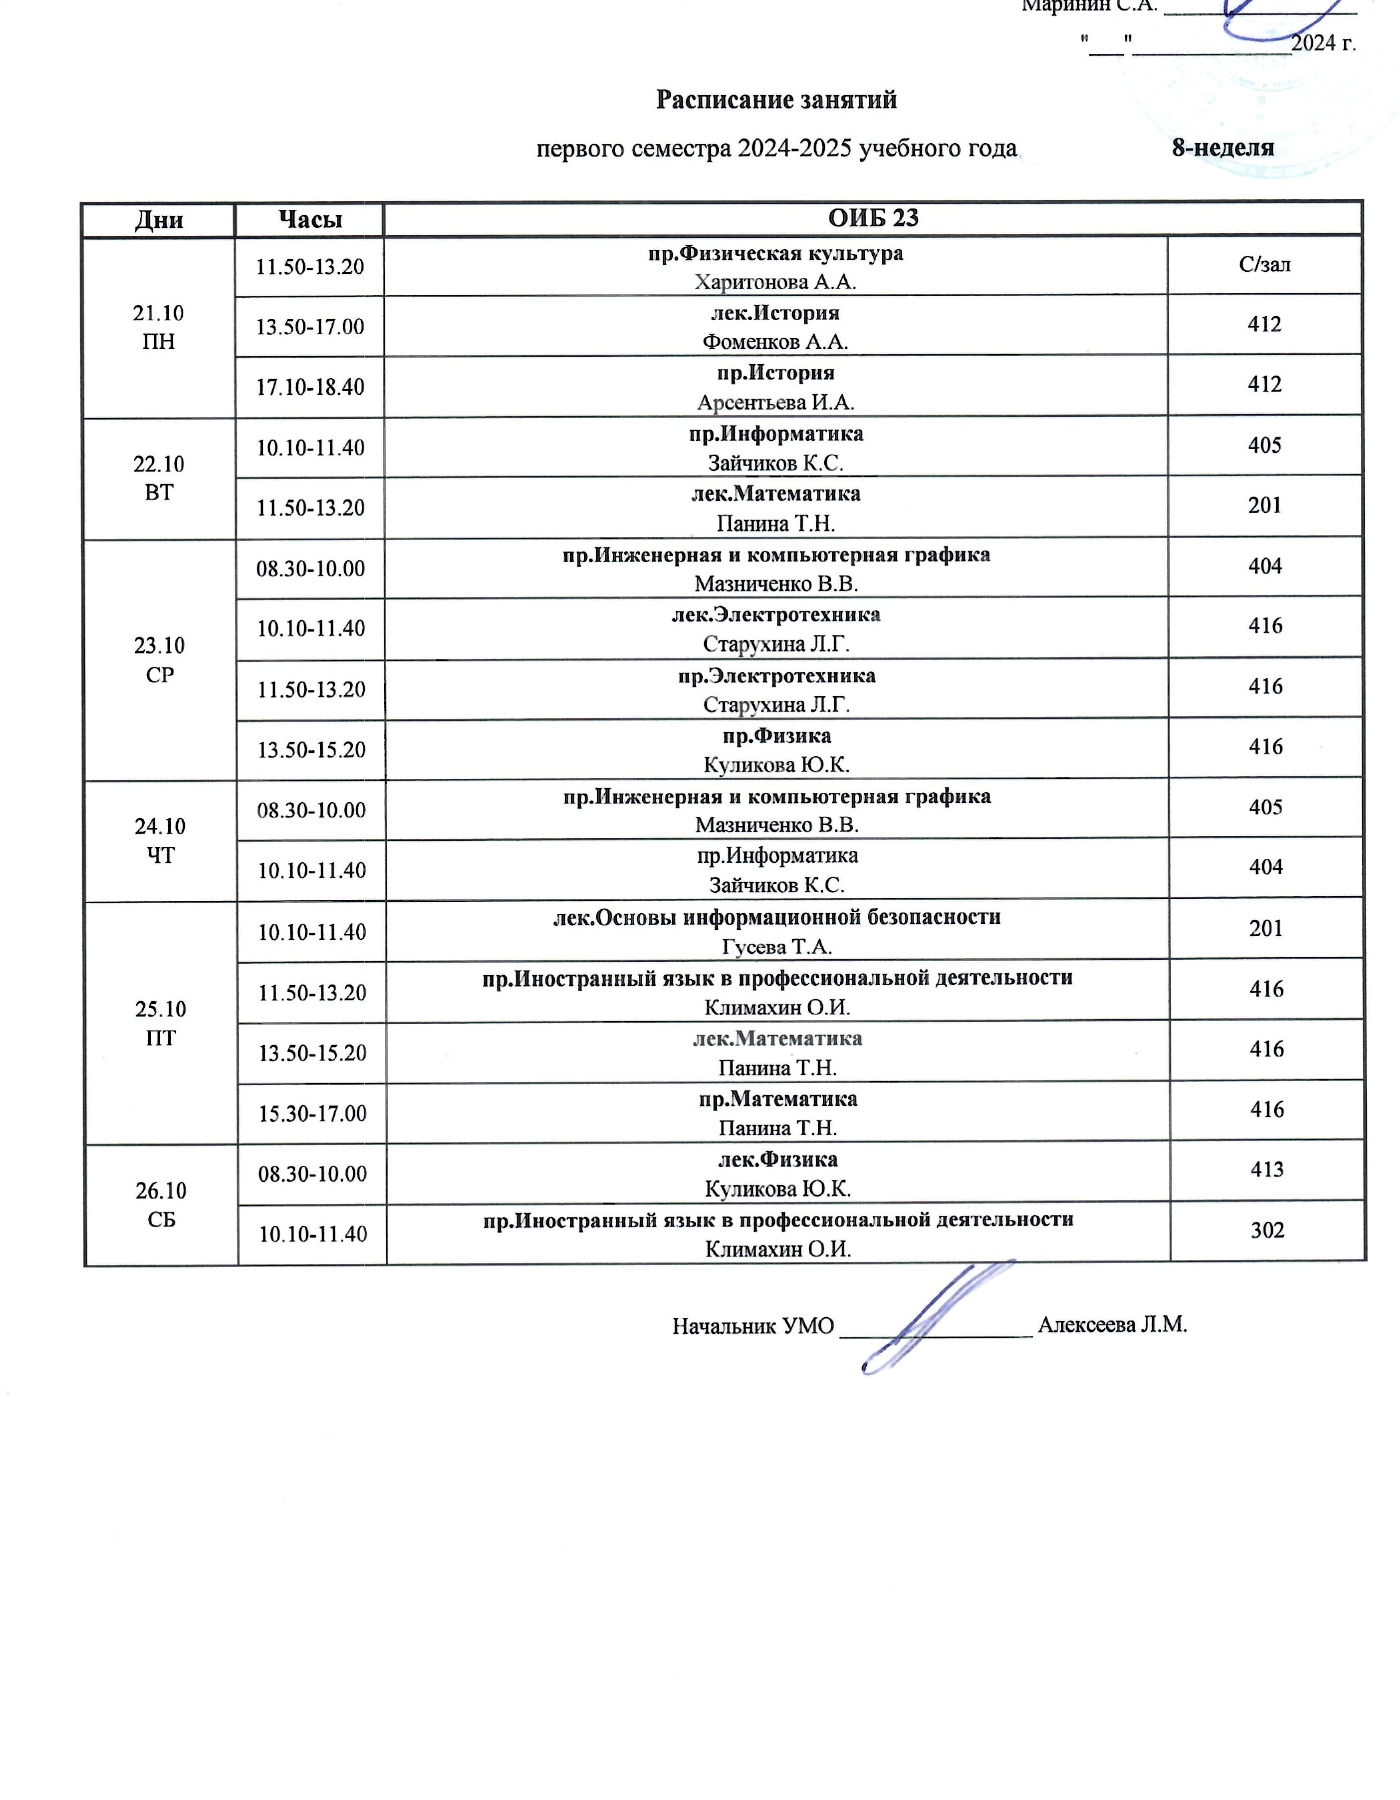 Маринин С.А. ________________
"___"______________2024 г.
Расписание занятий
первого семестра 2024-2025 учебного года 8-неделя
Дни Часы ОИБ 23
21.10
ПН
11.50-13.20
пр.Физическая культура
Харитонова А.А.
С/зал
13.50-17.00
лек.История
Фоменков А.А.
412
17.10-18.40
пр.История
Арсентьева И.А.
412
22.10
ВТ
10.10-11.40
пр.Информатика
Зайчиков К.С.
405
11.50-13.20
лек.Математика
Панина Т.Н.
201
23.10
СР
08.30-10.00
пр.Инженерная и компьютерная графика
Мазниченко В.В.
404
10.10-11.40
лек.Электротехника
Старухина Л.Г.
416
11.50-13.20
пр.Электротехника
Старухина Л.Г.
416
13.50-15.20
пр.Физика
Куликова Ю.К.
416
24.10
ЧТ
08.30-10.00
пр.Инженерная и компьютерная графика
Мазниченко В.В.
405
10.10-11.40
пр.Информатика
Зайчиков К.С.
404
25.10
ПТ
10.10-11.40
лек.Основы информационной безопасности
Гусева Т.А.
201
11.50-13.20
пр.Иностранный язык в профессиональной деятельности
Климахин О.И.
416
13.50-15.20
лек.Математика
Панина Т.Н.
416
15.30-17.00
пр.Математика
Панина Т.Н.
416
26.10
СБ
08.30-10.00
лек.Физика
Куликова Ю.К.
413
10.10-11.40
пр.Иностранный язык в профессиональной деятельности
Климахин О.И.
302
Начальник УМО ________________ Алексеева Л.М.